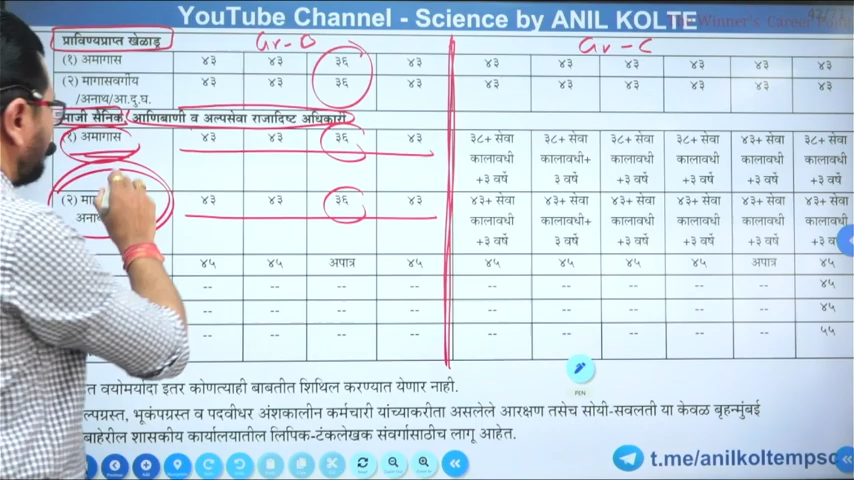 YouTube Channel - Science by ANIL KOLTE
The Winner's Career Point
प्राविण्यप्राप्त खेळाडू
Gr-B
Gr-C
(१) अमागास ४३ ४३ ३६ ४३ ४३ ४३ ४३ ४३ ४३ ४३
(२) मागासवर्गीय ४३ ४३ ३६ ४३ ४३ ४३ ४३ ४३ ४३ ४३
/अनाथ/आ.दु.घ.
माजी सैनिक, आणिबाणी व अल्पसेवा राजादिष्ट अधिकारी
(१) अमागास ४३ ४३ ३६ ४३ ३८+ सेवा ३८+ सेवा ३८+ सेवा ३८+ सेवा ४३+ सेवा ३८+ सेवा
कालावधी कालावधी+ कालावधी कालावधी कालावधी कालावधी
+३ वर्षे ३ वर्षे +३ वर्षे +३ वर्षे +३ वर्षे +३ वर्षे
(२) ४३ ४३ ३६ ४३ ४३+ सेवा ४३+ सेवा ४३+ सेवा ४३+ सेवा ४३+ सेवा ४३+ सेवा
कालावधी कालावधी+ कालावधी कालावधी कालावधी कालावधी
+३ वर्षे ३ वर्षे +३ वर्षे +३ वर्षे +३ वर्षे
४५ ४५ अपात्र ४५ ४५ ४५ ४५ ४५ अपात्र ४५
-- -- -- -- -- -- -- -- -- ४५
-- -- -- -- -- -- -- -- -- ४५
-- -- -- -- -- -- -- -- -- ५५
त वयोमर्यादा इतर कोणत्याही बाबतीत शिथिल करण्यात येणार नाही.
ल्पग्रस्त, भूकंपग्रस्त व पदवीधर अंशकालीन कर्मचारी यांच्याकरीता असलेले आरक्षण तसेच सोयी-सवलती या केवळ बृहन्मुंबई
बाहेरील शासकीय कार्यालयातील लिपिक-टंकलेखक संवर्गासाठीच लागू आहेत.
PEN
t.me/anilkoltempsc